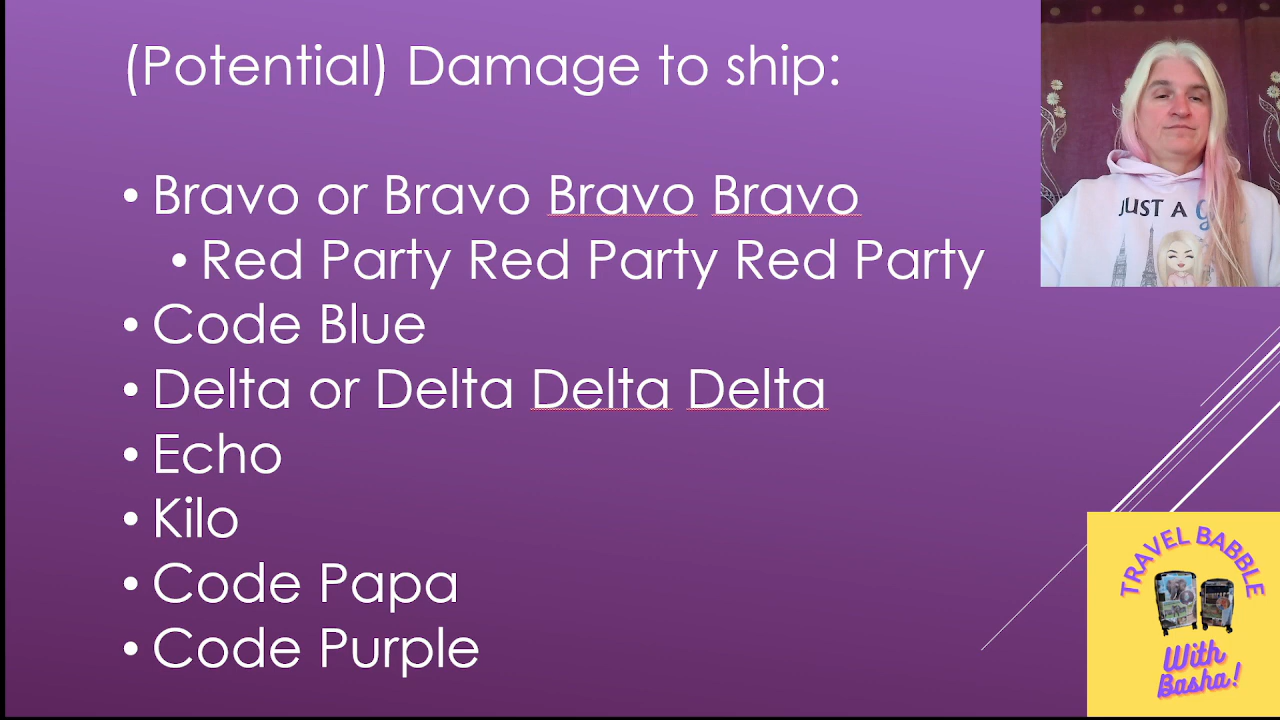 (Potential) Damage to ship:
• Bravo or Bravo Bravo Bravo
• Red Party Red Party Red Party
• Code Blue
• Delta or Delta Delta Delta
• Echo
• Kilo
• Code Papa
• Code Purple
JUST A
TRAVEL BABBLE
With
Basha!